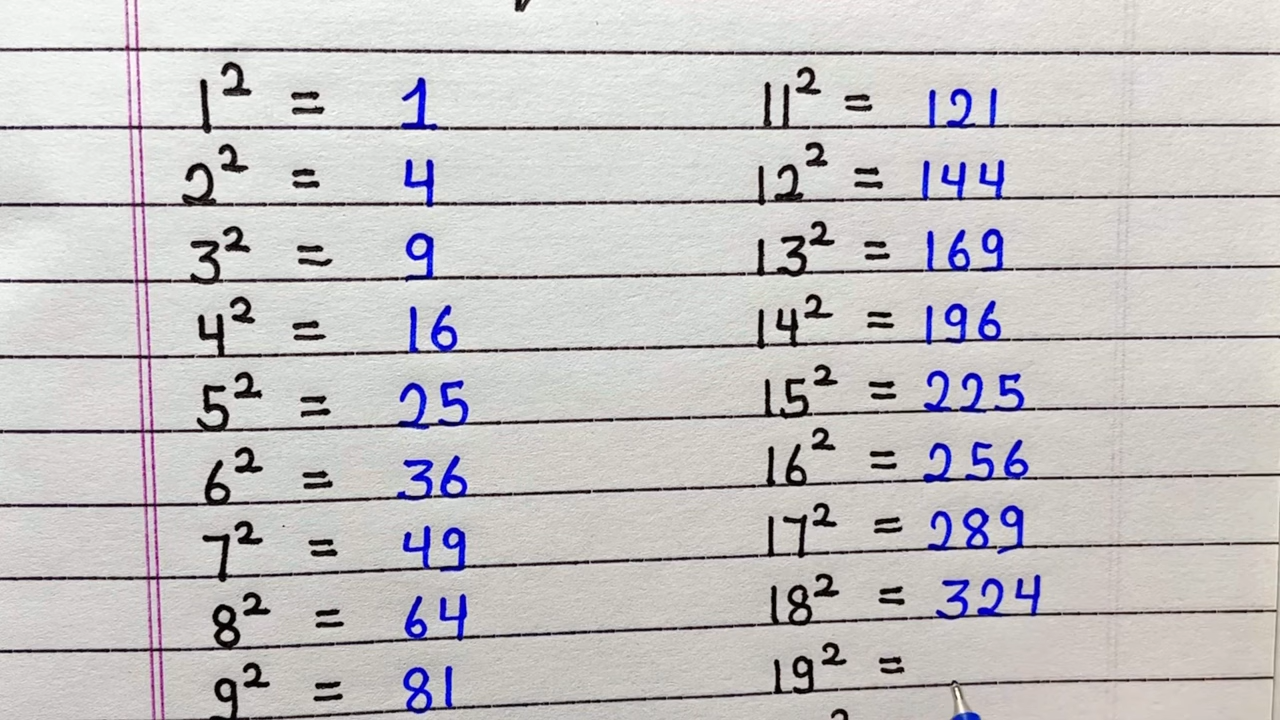 1² = 1
2² = 4
3² = 9
4² = 16
5² = 25
6² = 36
7² = 49
8² = 64
9² = 81
11² = 121
12² = 144
13² = 169
14² = 196
15² = 225
16² = 256
17² = 289
18² = 324
19² =